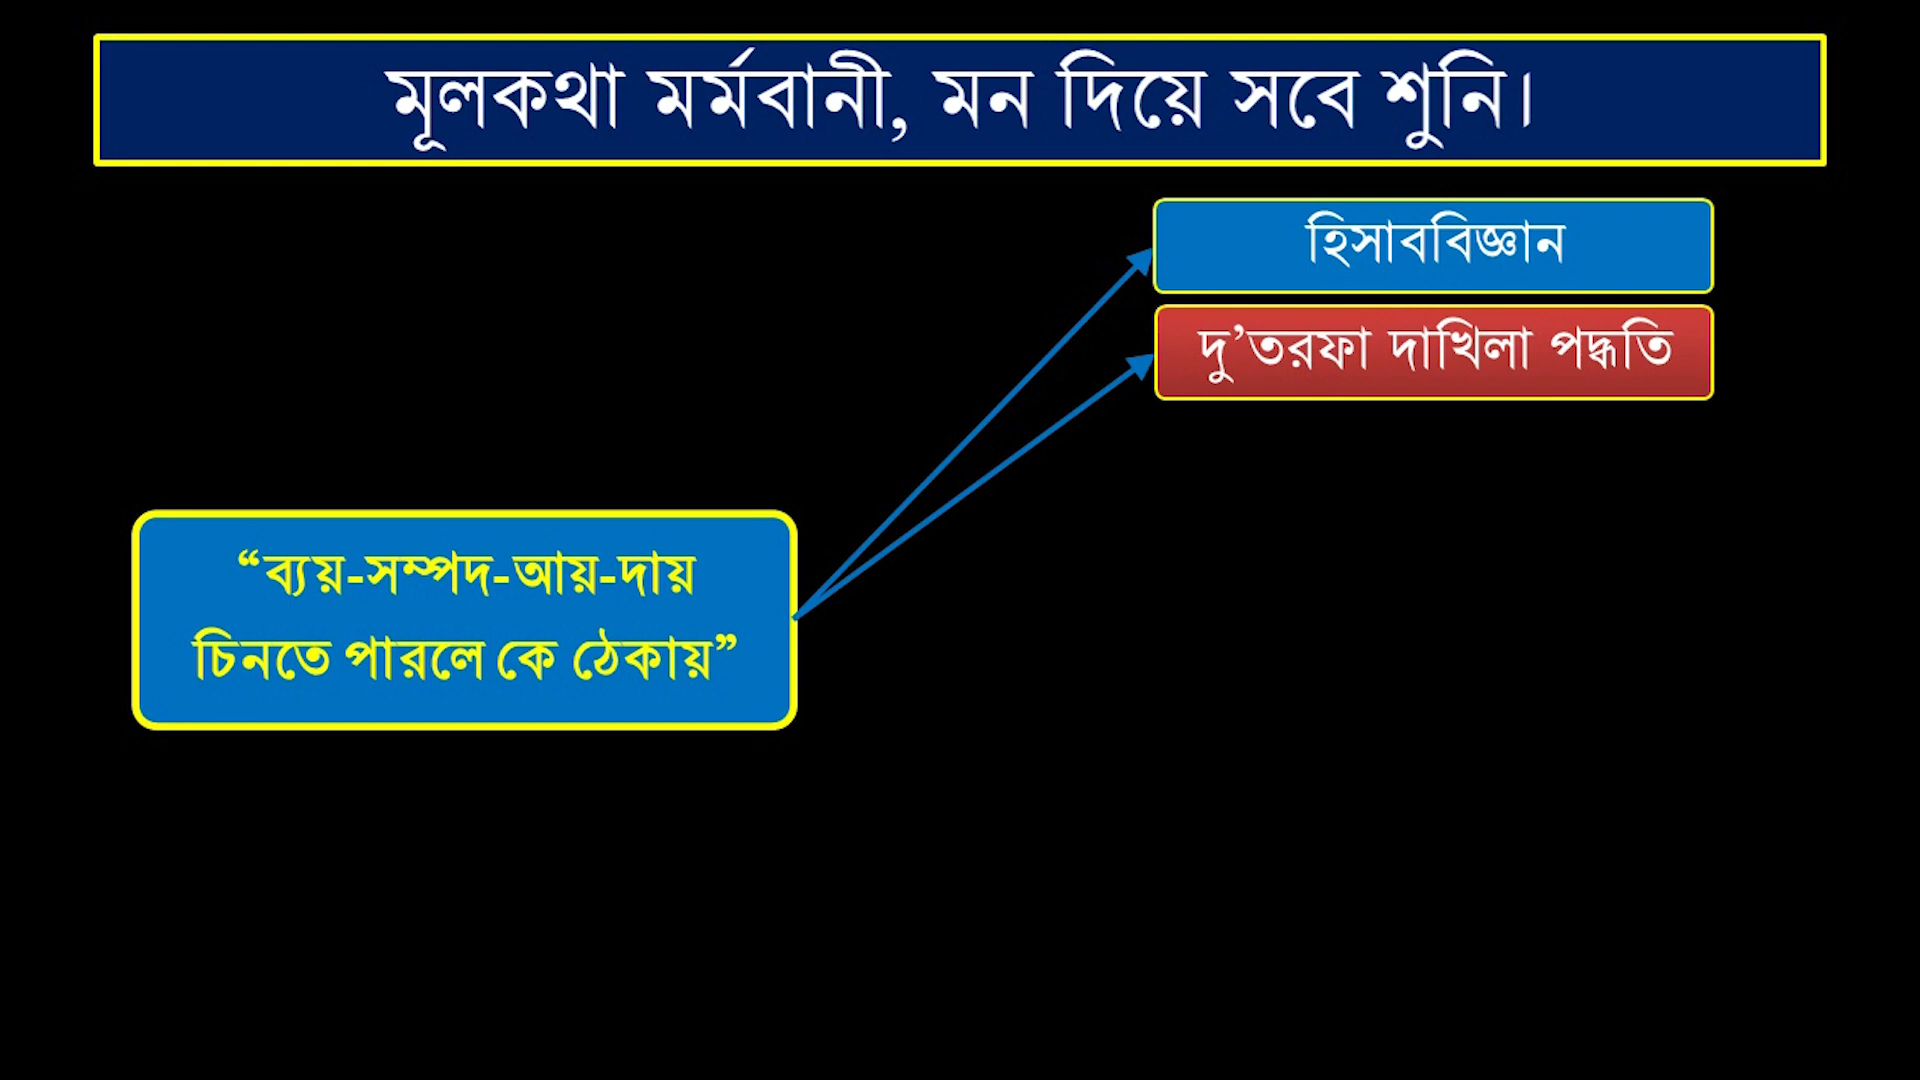 মূলকথা মর্মবানী, মন দিয়ে সবে শুনি।
হিসাববিজ্ঞান
দু’তরফা দাখিলা পদ্ধতি
“ব্যয়-সম্পদ-আয়-দায়
চিনতে পারলে কে ঠেকায়”